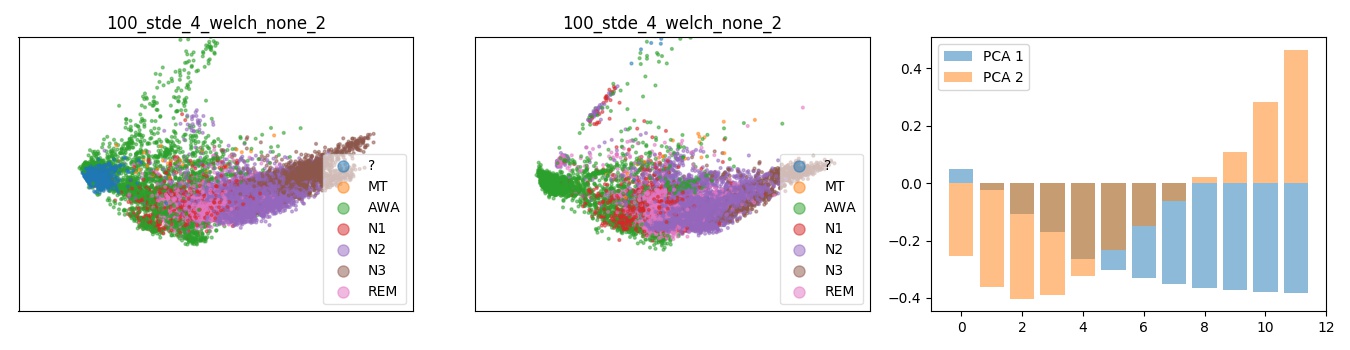 100_stde_4_welch_none_2
?
MT
AWA
N1
N2
N3
REM
100_stde_4_welch_none_2
?
MT
AWA
N1
N2
N3
REM
PCA 1
PCA 2
0.4
0.2
0.0
−0.2
−0.4
0 2 4 6 8 10 12